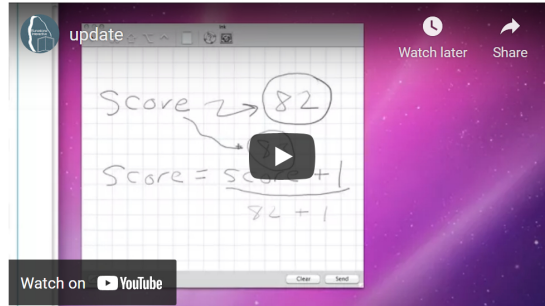 update
Watch later
Share
Score 82
Score = score + 1
82 + 1
Clear
Send
Watch on YouTube